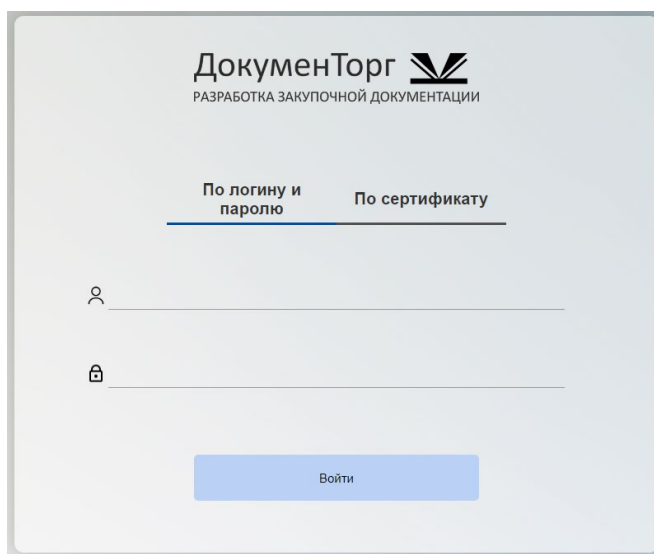 ДокуменТорг
РАЗРАБОТКА ЗАКУПОЧНОЙ ДОКУМЕНТАЦИИ
По логину и
паролю
По сертификату
Войти